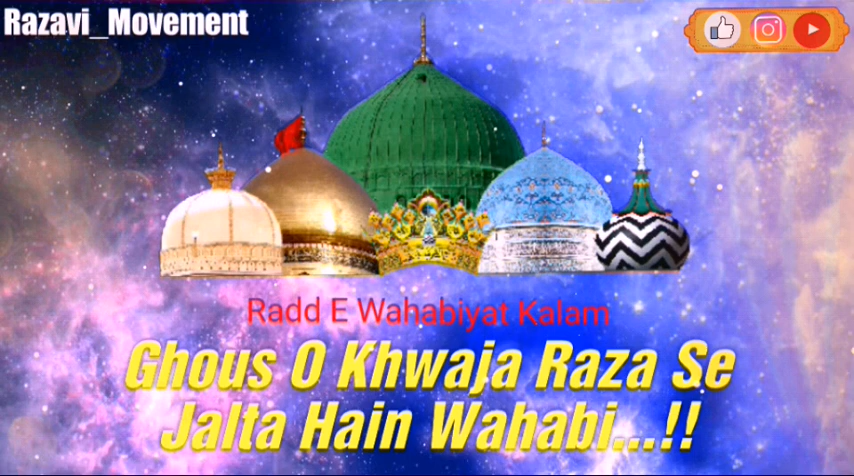 Razavi_Movement
Radd E Wahabiyat Kalam
Ghous O Khwaja Raza Se
Jalta Hain Wahabi...!!